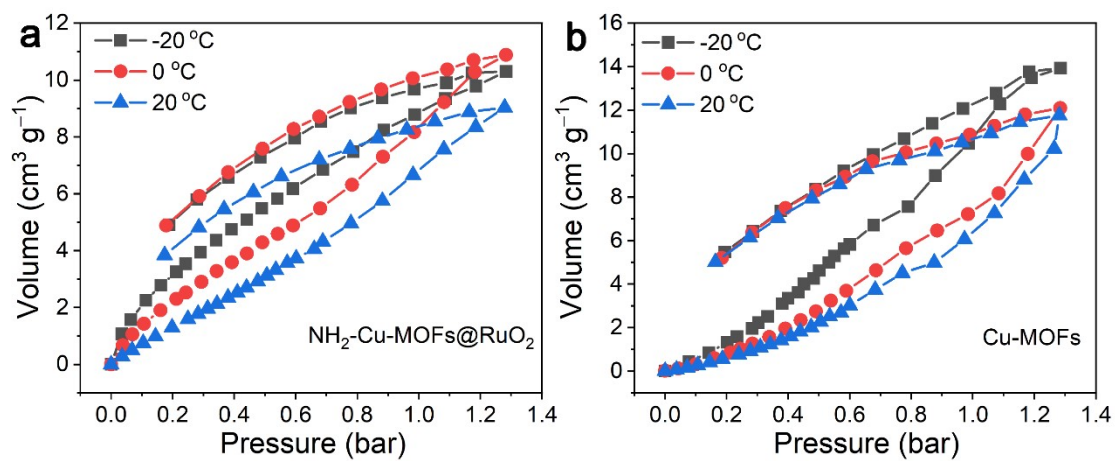 a
-20 °C
0 °C
20 °C
NH₂-Cu-MOFs@RuO₂
Volume (cm³ g⁻¹)
12
10
8
6
4
2
0
0.0 0.2 0.4 0.6 0.8 1.0 1.2 1.4
Pressure (bar)
b
-20 °C
0 °C
20 °C
Cu-MOFs
Volume (cm³ g⁻¹)
16
14
12
10
8
6
4
2
0
0.0 0.2 0.4 0.6 0.8 1.0 1.2 1.4
Pressure (bar)